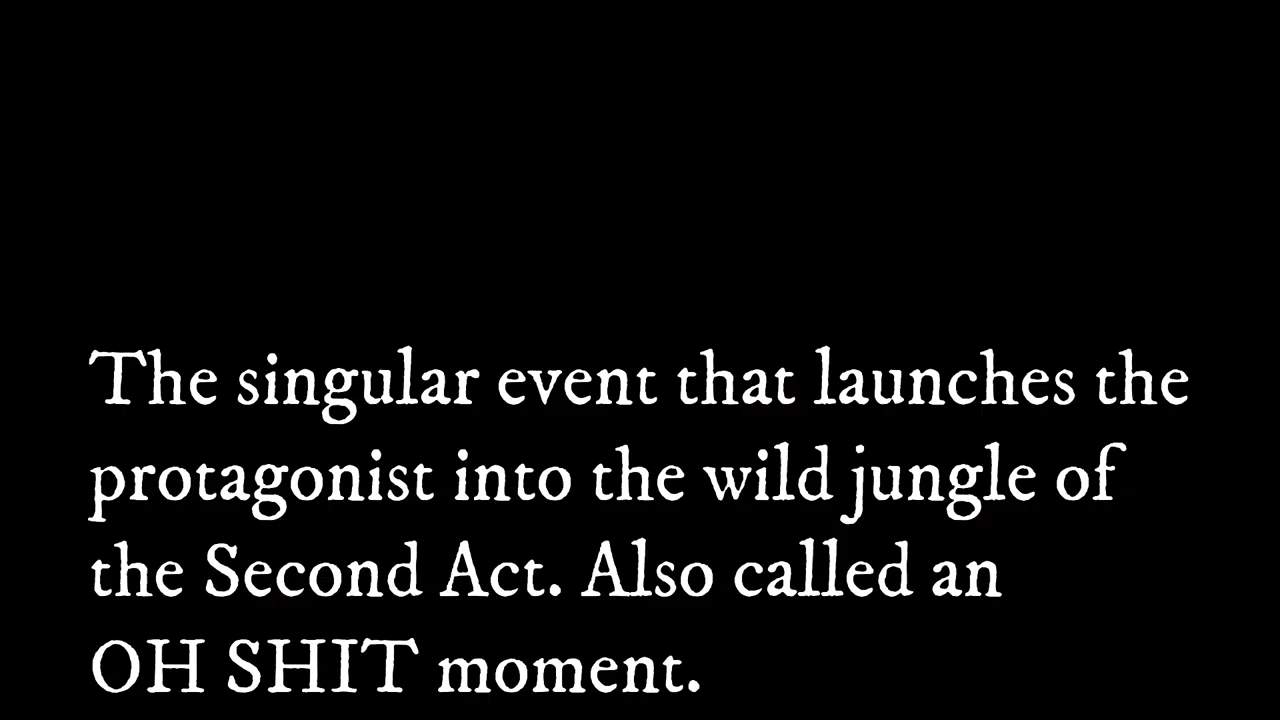 The singular event that launches the
protagonist into the wild jungle of
the Second Act. Also called an
OH SHIT moment.